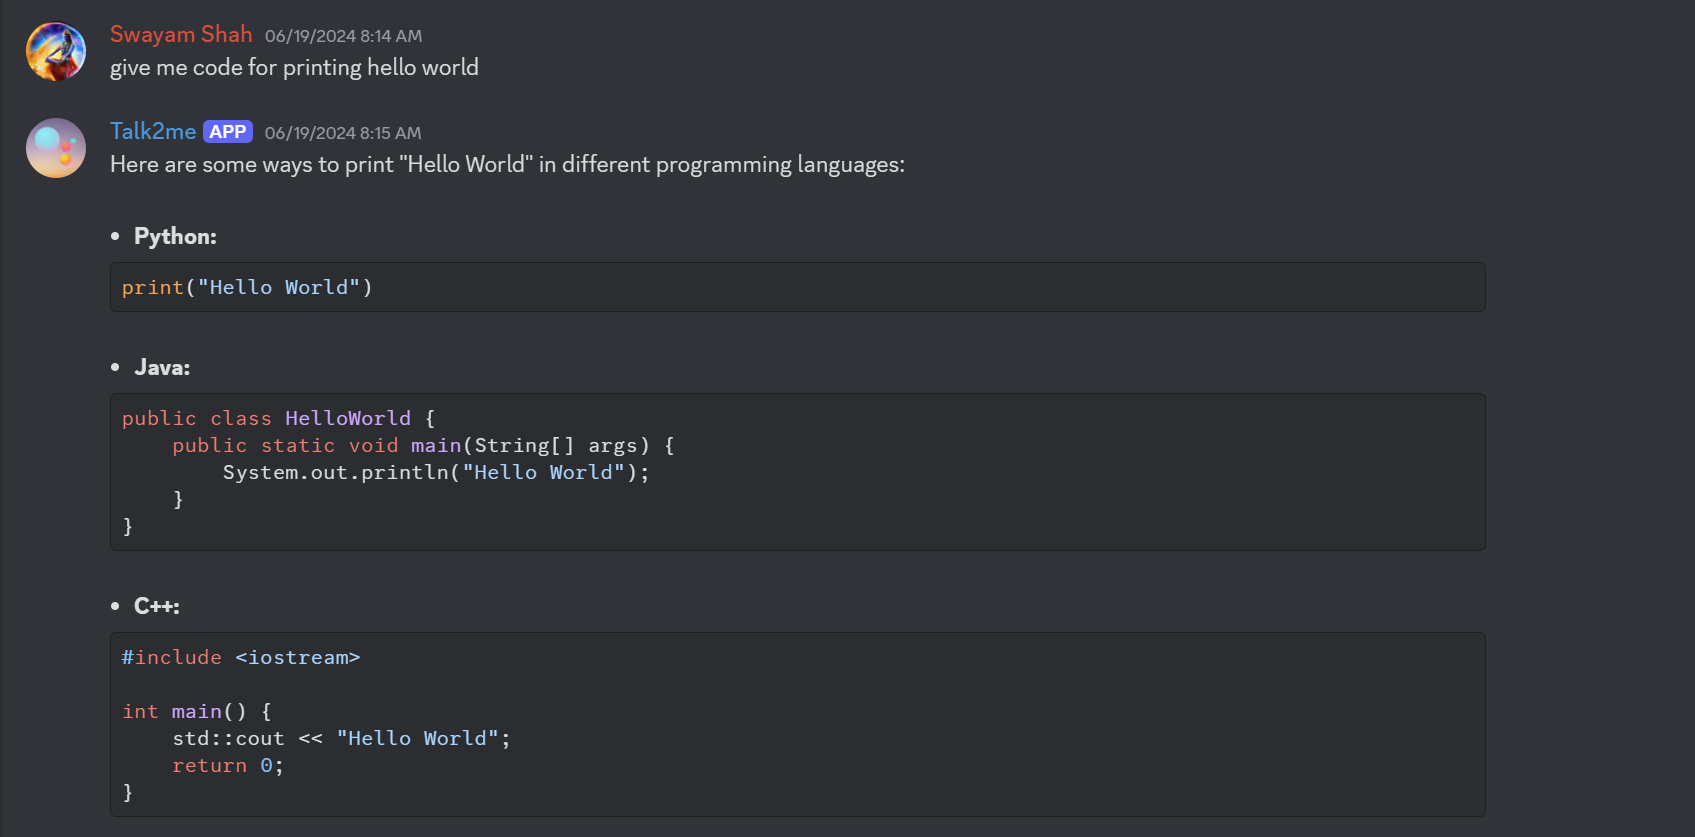 Swayam Shah 06/19/2024 8:14 AM
give me code for printing hello world
Talk2me APP 06/19/2024 8:15 AM
Here are some ways to print "Hello World" in different programming languages:
• Python:
print("Hello World")
• Java:
public class HelloWorld {
    public static void main(String[] args) {
        System.out.println("Hello World");
    }
}
• C++:
#include <iostream>
int main() {
    std::cout << "Hello World";
    return 0;
}